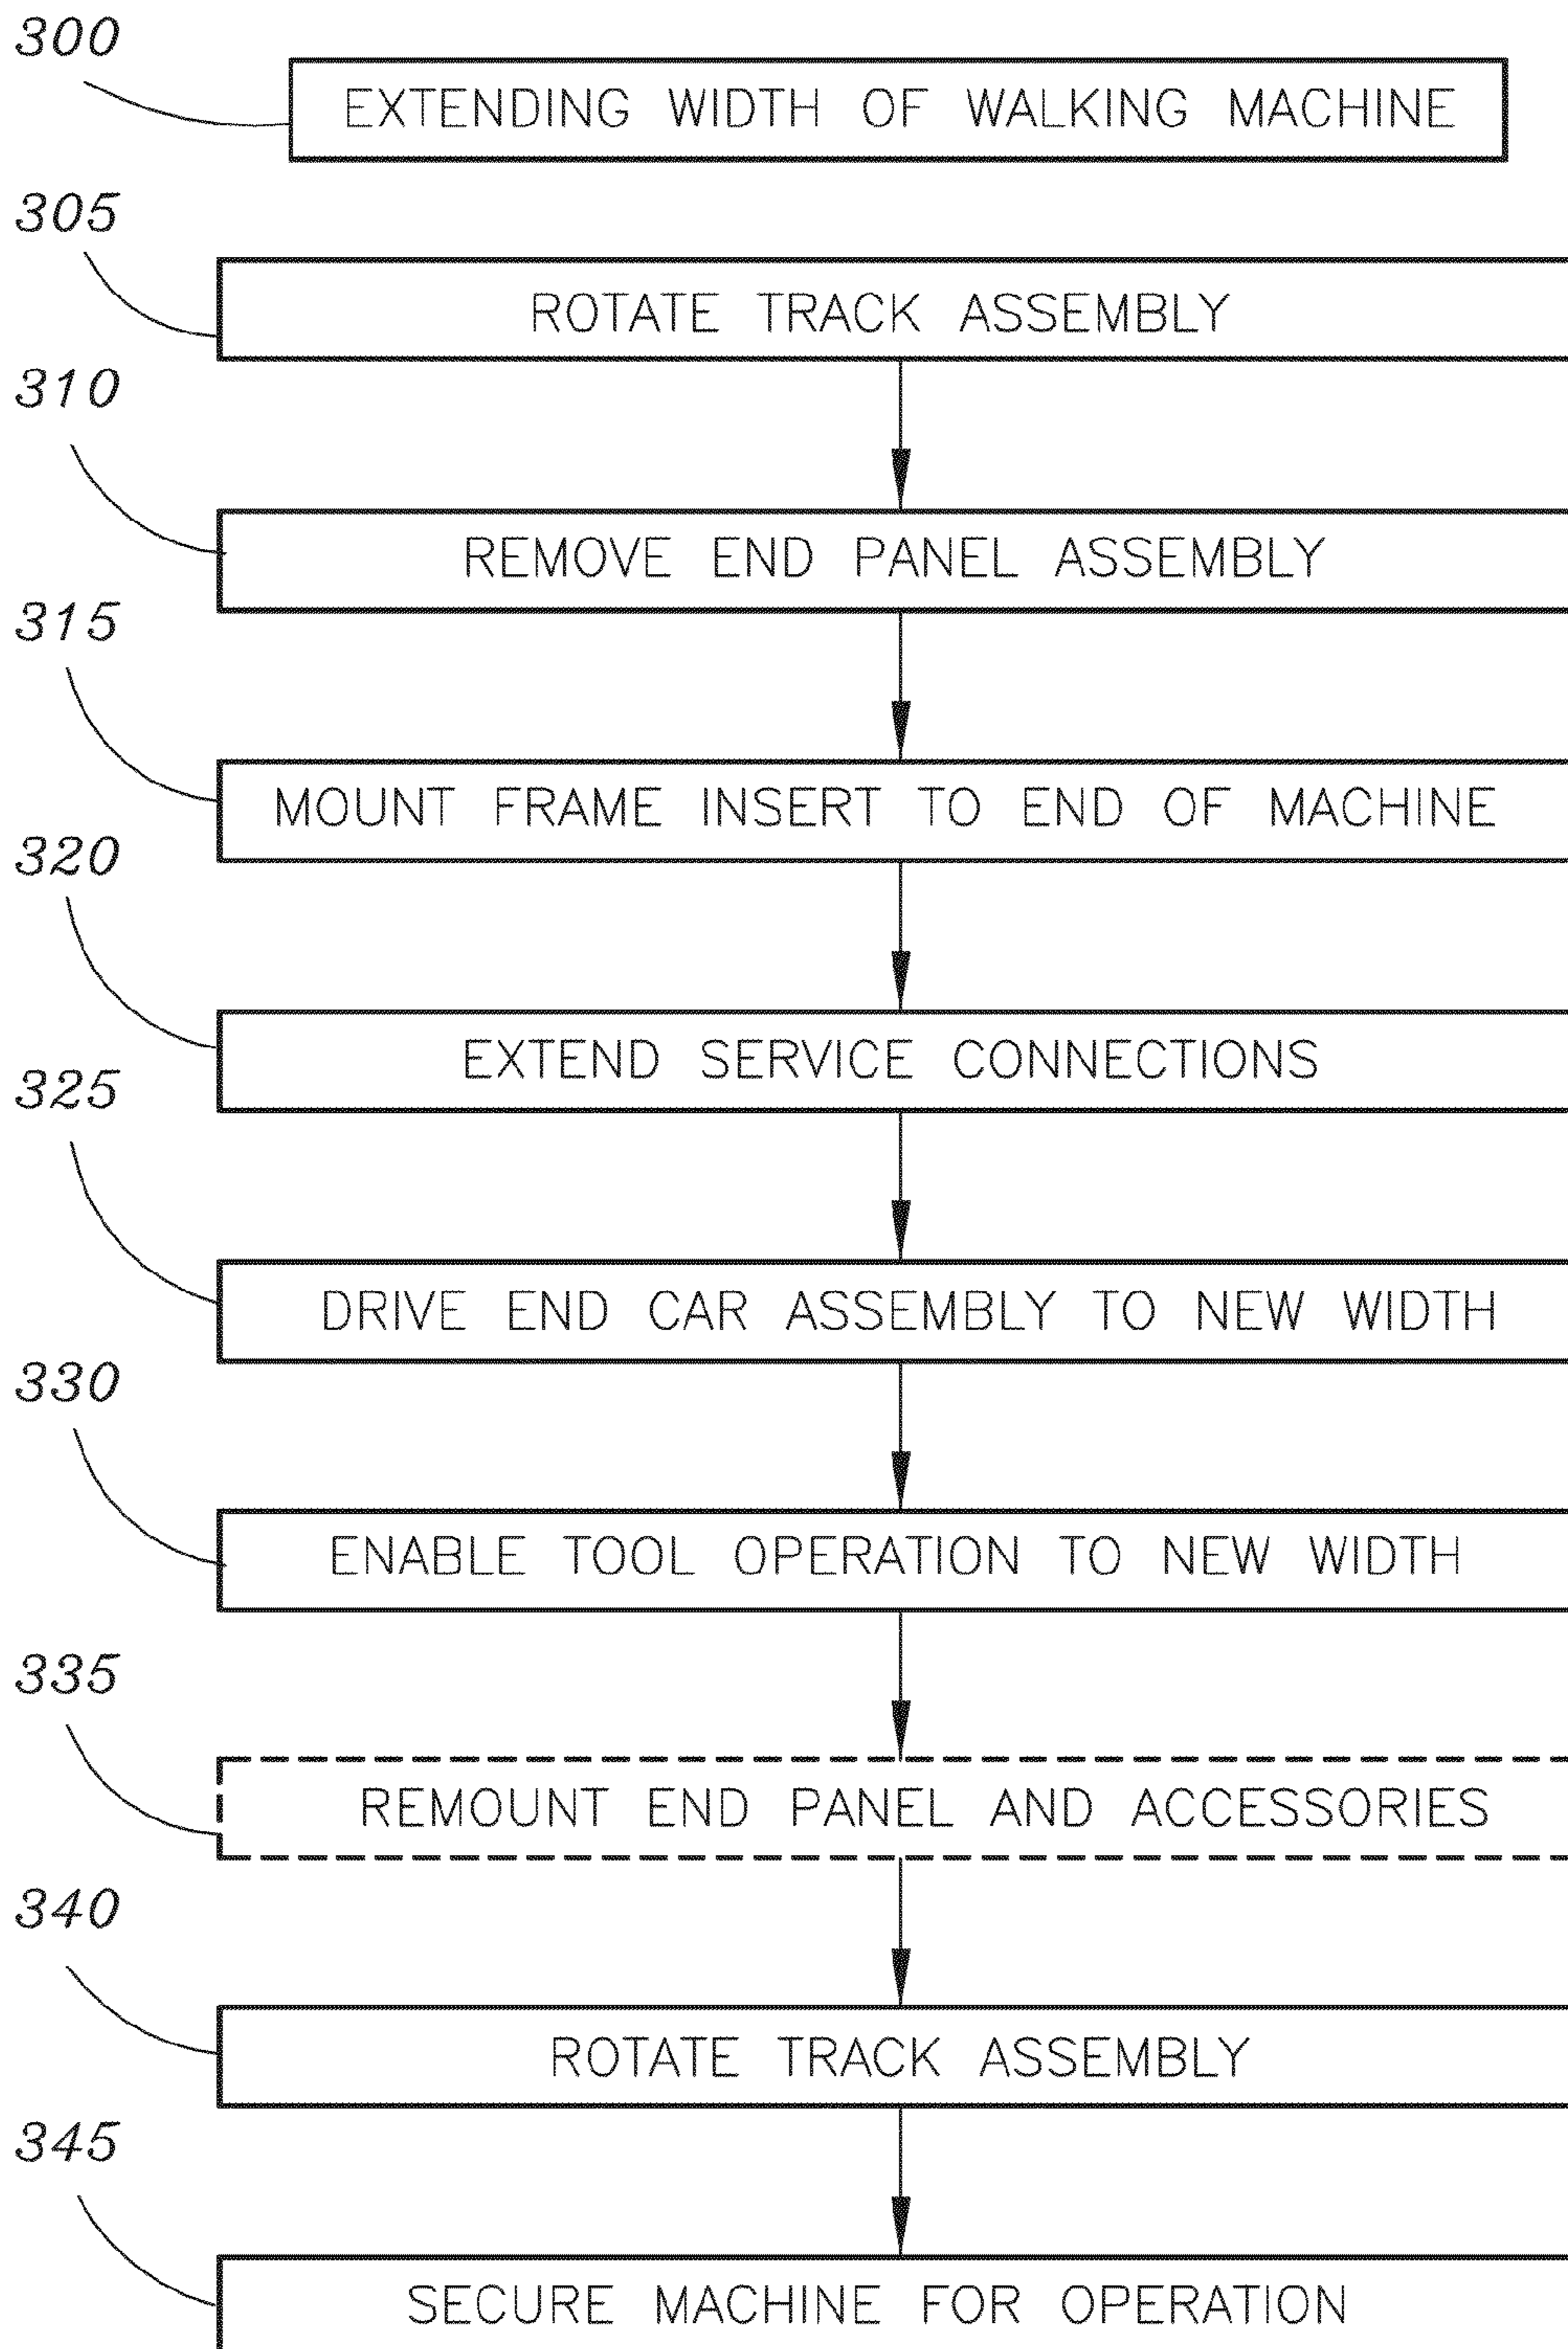 300
EXTENDING WIDTH OF WALKING MACHINE
305
ROTATE TRACK ASSEMBLY
310
REMOVE END PANEL ASSEMBLY
315
MOUNT FRAME INSERT TO END OF MACHINE
320
EXTEND SERVICE CONNECTIONS
325
DRIVE END CAR ASSEMBLY TO NEW WIDTH
330
ENABLE TOOL OPERATION TO NEW WIDTH
335
REMOUNT END PANEL AND ACCESSORIES
340
ROTATE TRACK ASSEMBLY
345
SECURE MACHINE FOR OPERATION